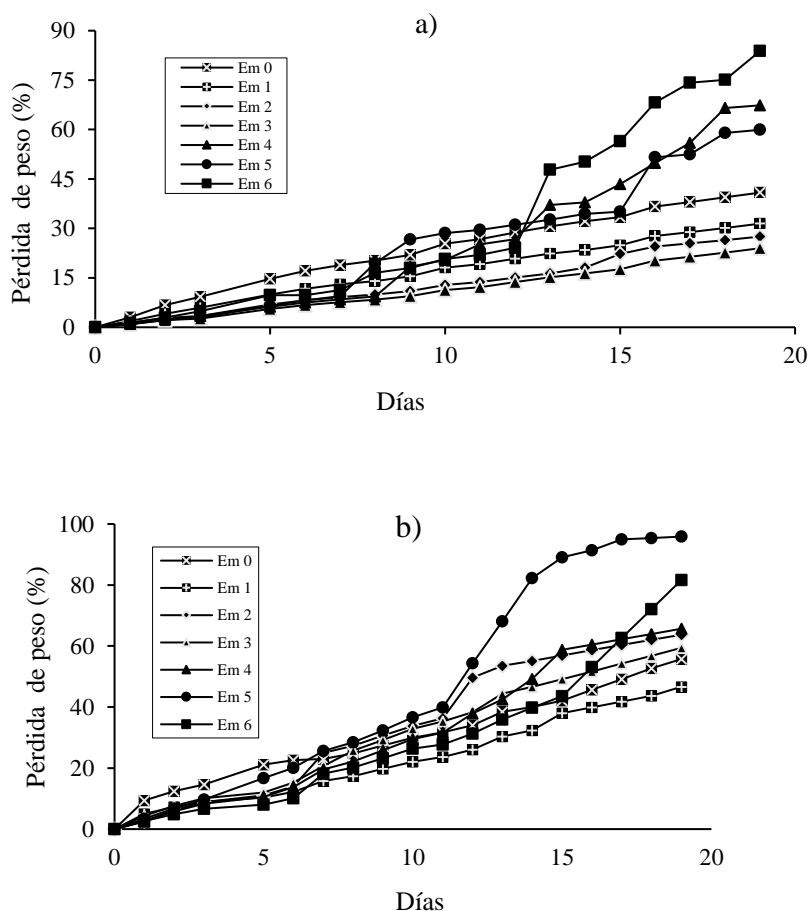 a)
90
75
60
45
30
15
0
Pérdida de peso (%)
Em 0
Em 1
Em 2
Em 3
Em 4
Em 5
Em 6
0 5 10 15 20
Días
b)
100
80
60
40
20
0
Pérdida de peso (%)
Em 0
Em 1
Em 2
Em 3
Em 4
Em 5
Em 6
0 5 10 15 20
Días